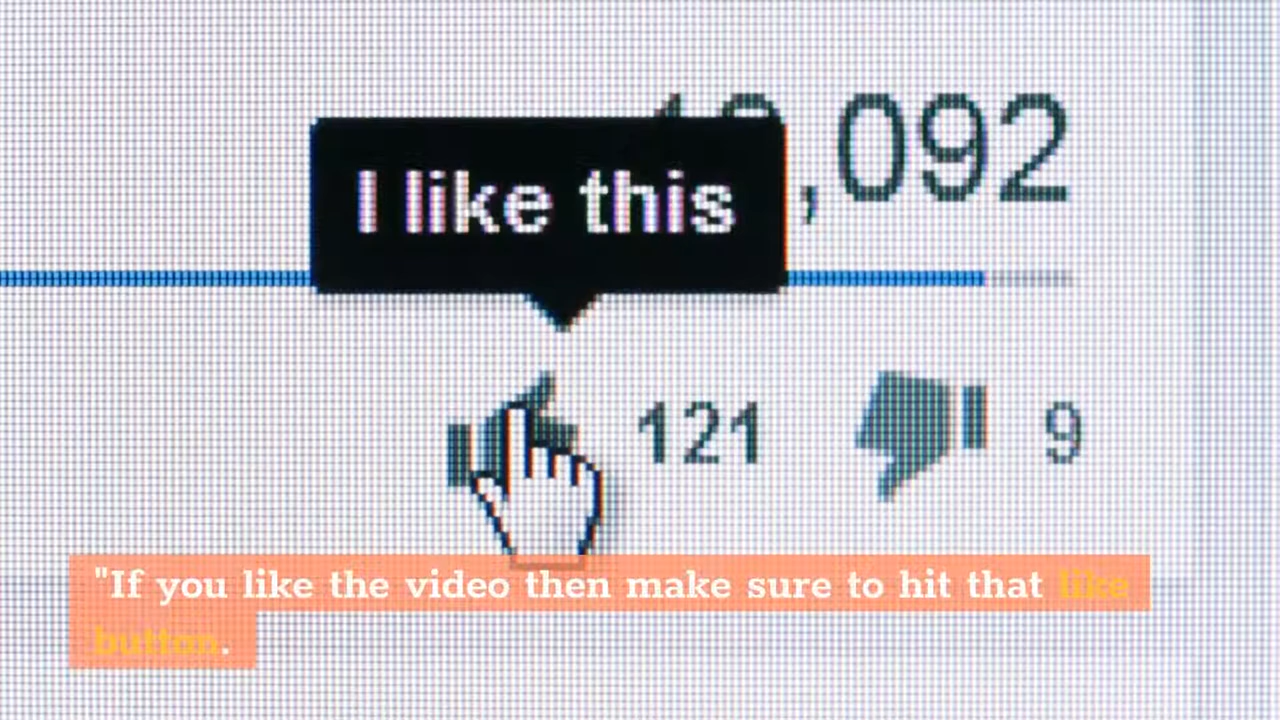 ,092
I like this
121 9
"If you like the video then make sure to hit that like
button.